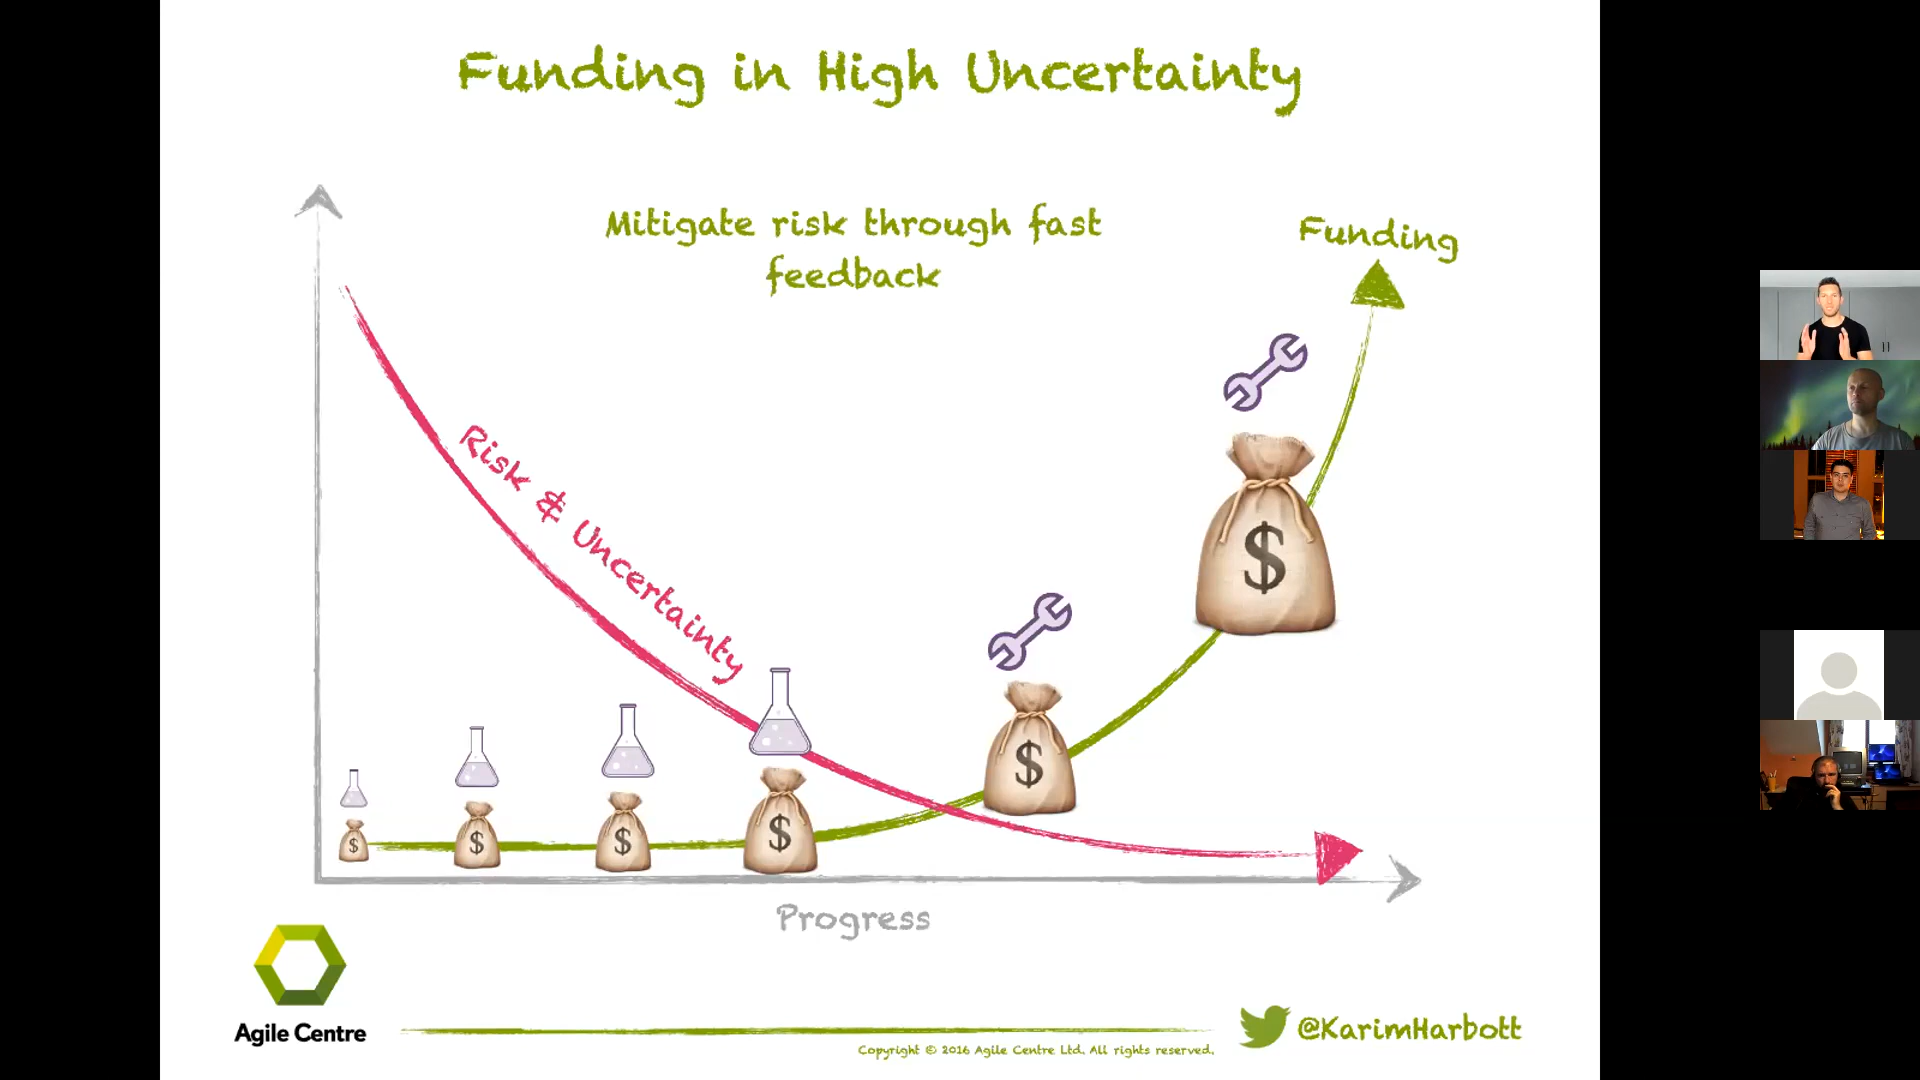 Funding in High Uncertainty
Mitigate risk through fast
feedback
Funding
Risk & Uncertainty
$
$
$
$
$
$
Progress
Agile Centre
@KarimHarbott
Copyright © 2016 Agile Centre Ltd. All rights reserved.